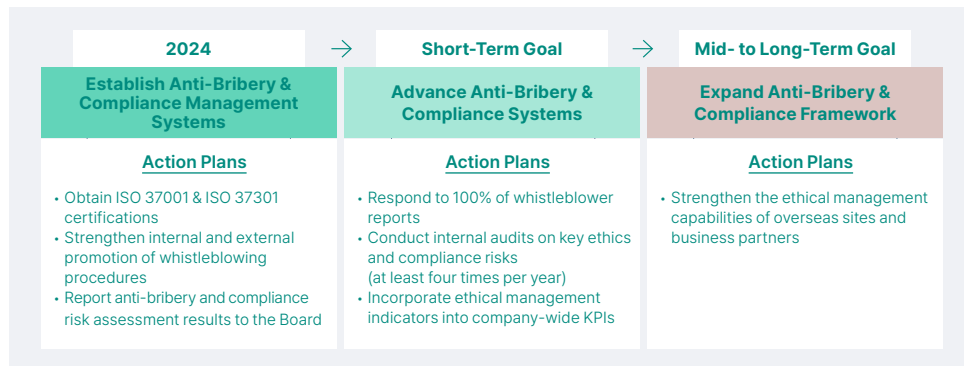 2024
Establish Anti-Bribery &
Compliance Management
Systems
Action Plans
• Obtain ISO 37001 & ISO 37301
certifications
• Strengthen internal and external
promotion of whistleblowing
procedures
• Report anti-bribery and compliance
risk assessment results to the Board
→
Short-Term Goal
Advance Anti-Bribery &
Compliance Systems
Action Plans
• Respond to 100% of whistleblower
reports
• Conduct internal audits on key ethics
and compliance risks
(at least four times per year)
• Incorporate ethical management
indicators into company-wide KPIs
→
Mid- to Long-Term Goal
Expand Anti-Bribery &
Compliance Framework
Action Plans
• Strengthen the ethical management
capabilities of overseas sites and
business partners